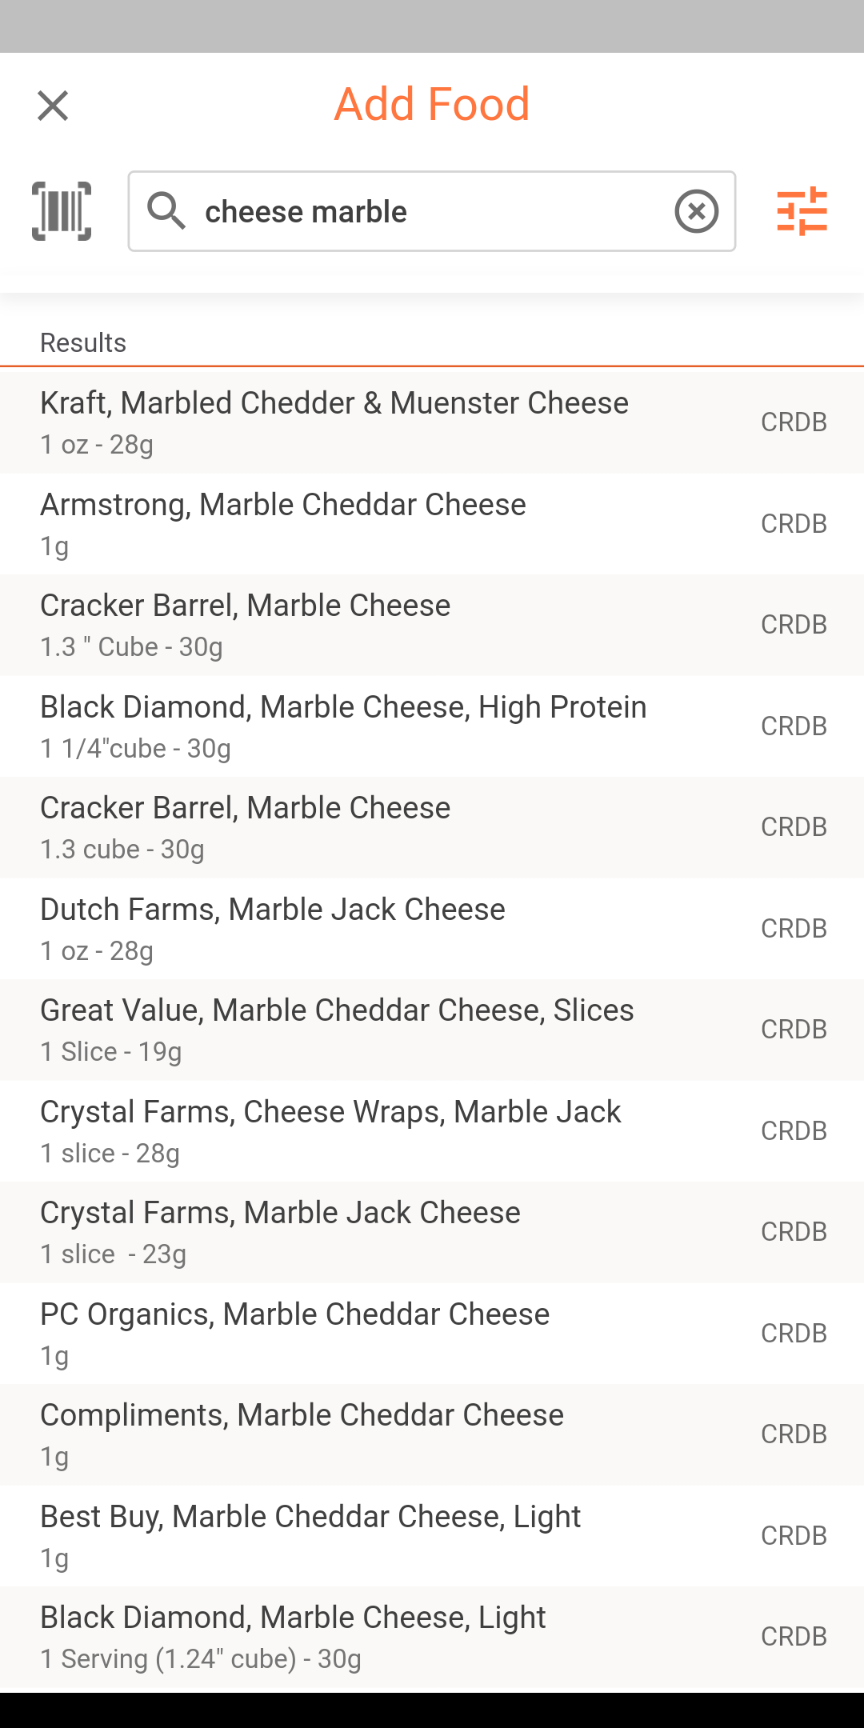 Add Food
cheese marble
Results
Kraft, Marbled Chedder & Muenster Cheese
1 oz - 28g
CRDB
Armstrong, Marble Cheddar Cheese
1g
CRDB
Cracker Barrel, Marble Cheese
1.3 " Cube - 30g
CRDB
Black Diamond, Marble Cheese, High Protein
1 1/4"cube - 30g
CRDB
Cracker Barrel, Marble Cheese
1.3 cube - 30g
CRDB
Dutch Farms, Marble Jack Cheese
1 oz - 28g
CRDB
Great Value, Marble Cheddar Cheese, Slices
1 Slice - 19g
CRDB
Crystal Farms, Cheese Wraps, Marble Jack
1 slice - 28g
CRDB
Crystal Farms, Marble Jack Cheese
1 slice  - 23g
CRDB
PC Organics, Marble Cheddar Cheese
1g
CRDB
Compliments, Marble Cheddar Cheese
1g
CRDB
Best Buy, Marble Cheddar Cheese, Light
1g
CRDB
Black Diamond, Marble Cheese, Light
1 Serving (1.24" cube) - 30g
CRDB